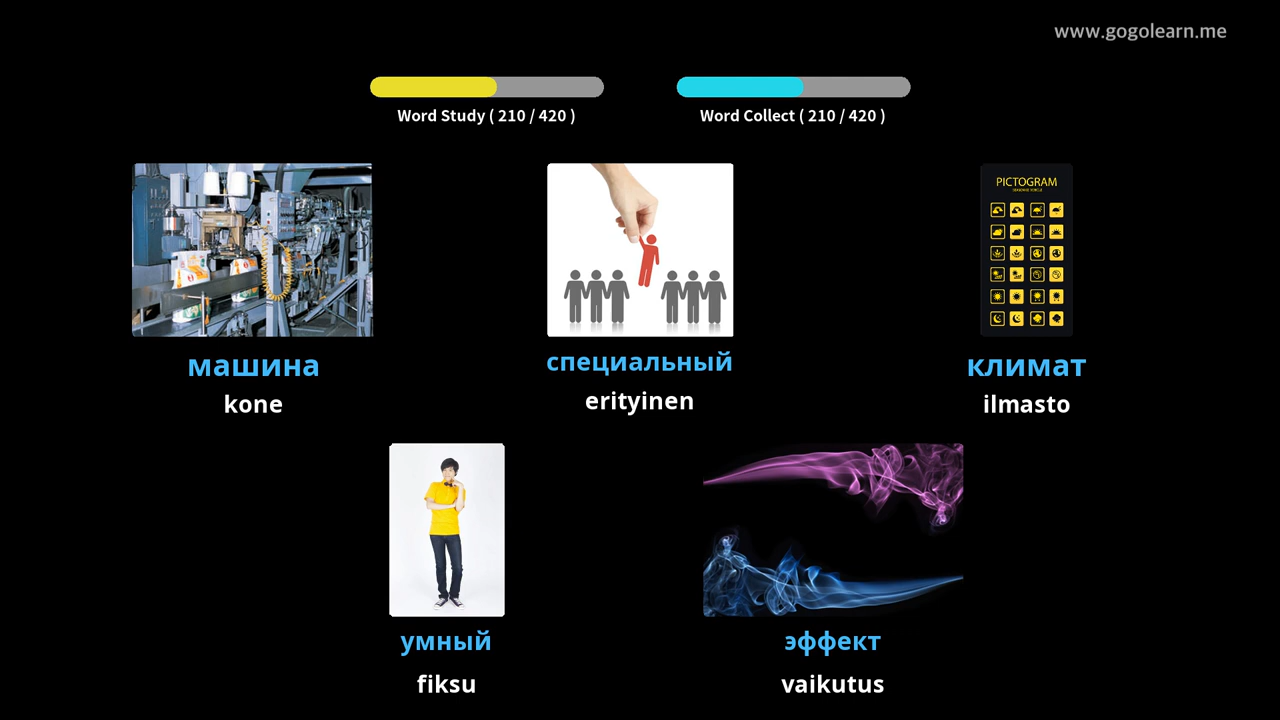 www.gogolearn.me
Word Study ( 210 / 420 )
Word Collect ( 210 / 420 )
PICTOGRAM
машина
kone
специальный
erityinen
климат
ilmasto
умный
fiksu
эффект
vaikutus